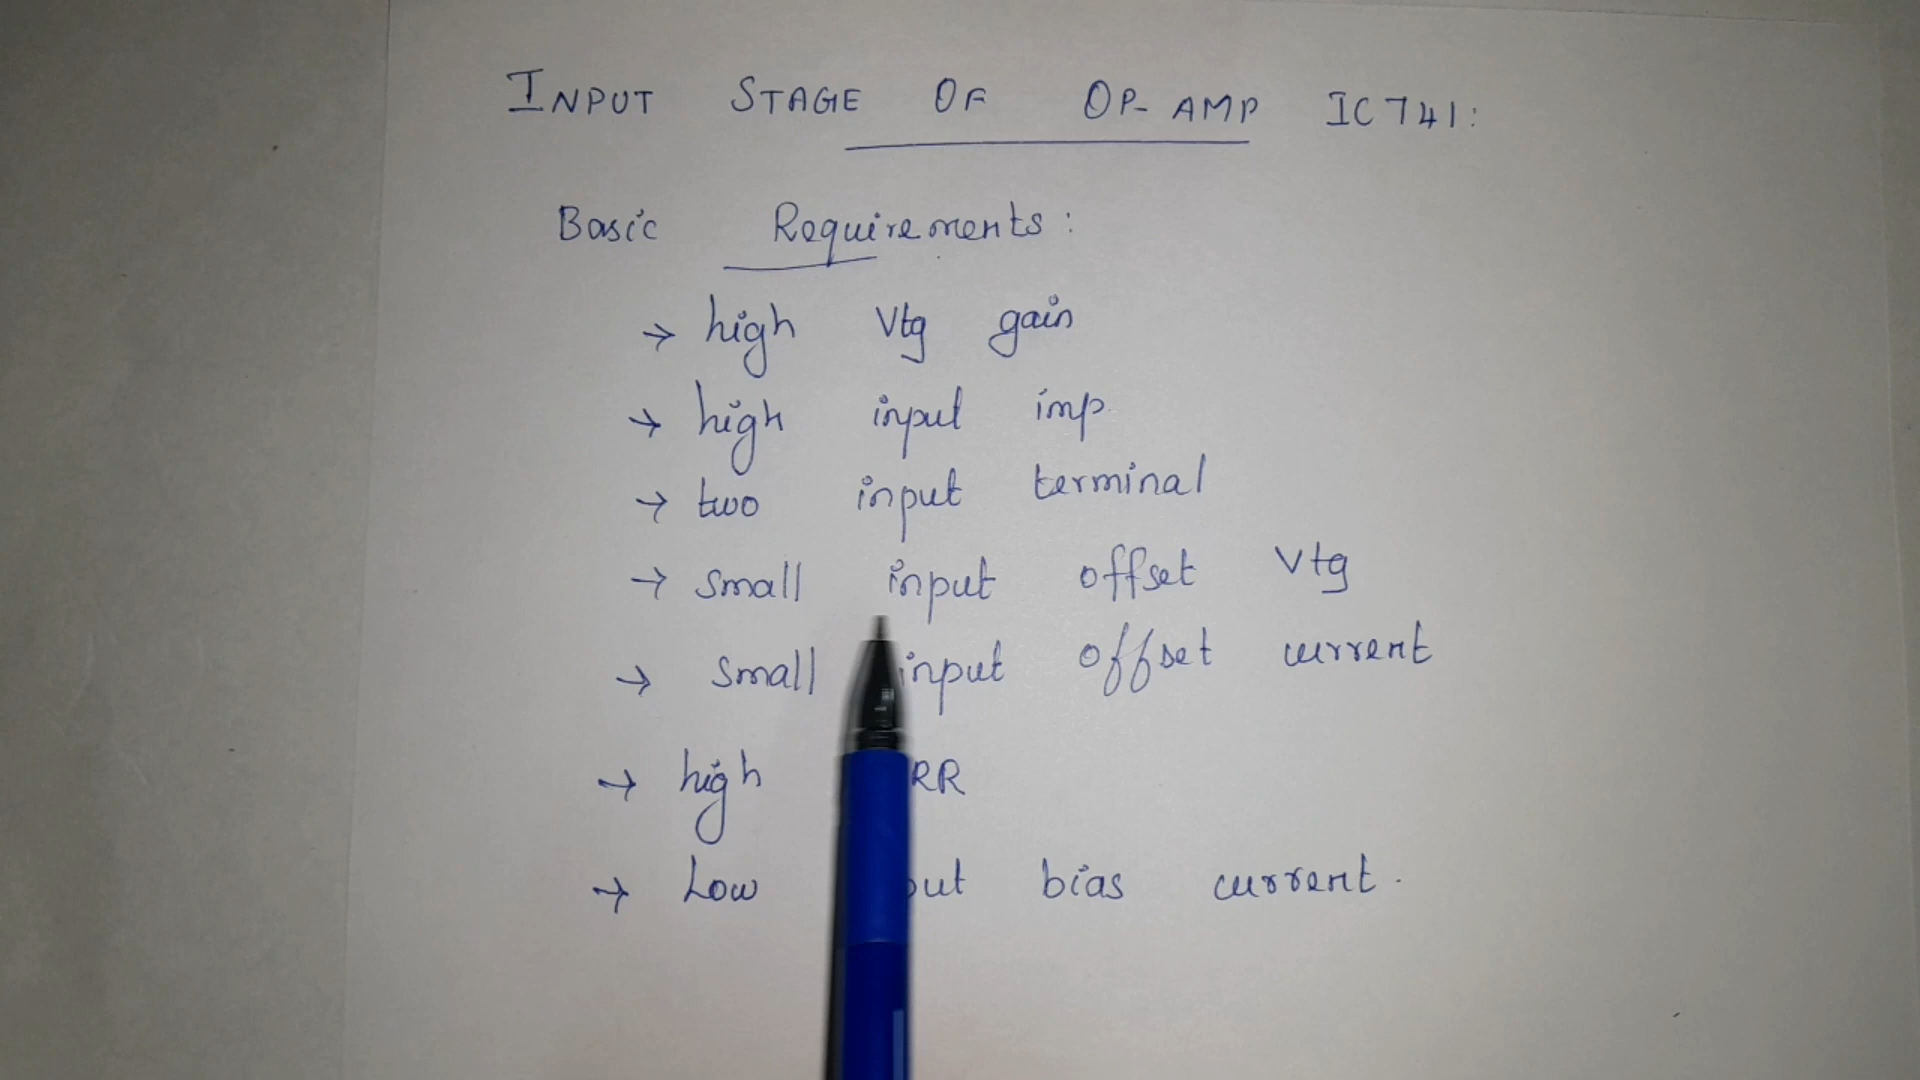 INPUT STAGE OF OP-AMP IC741:
Basic Requirements:
→ high Vtg gain
→ high input imp.
→ two input terminal
→ small input offset Vtg
→ small input offset current
→ high RR
→ Low bias current.